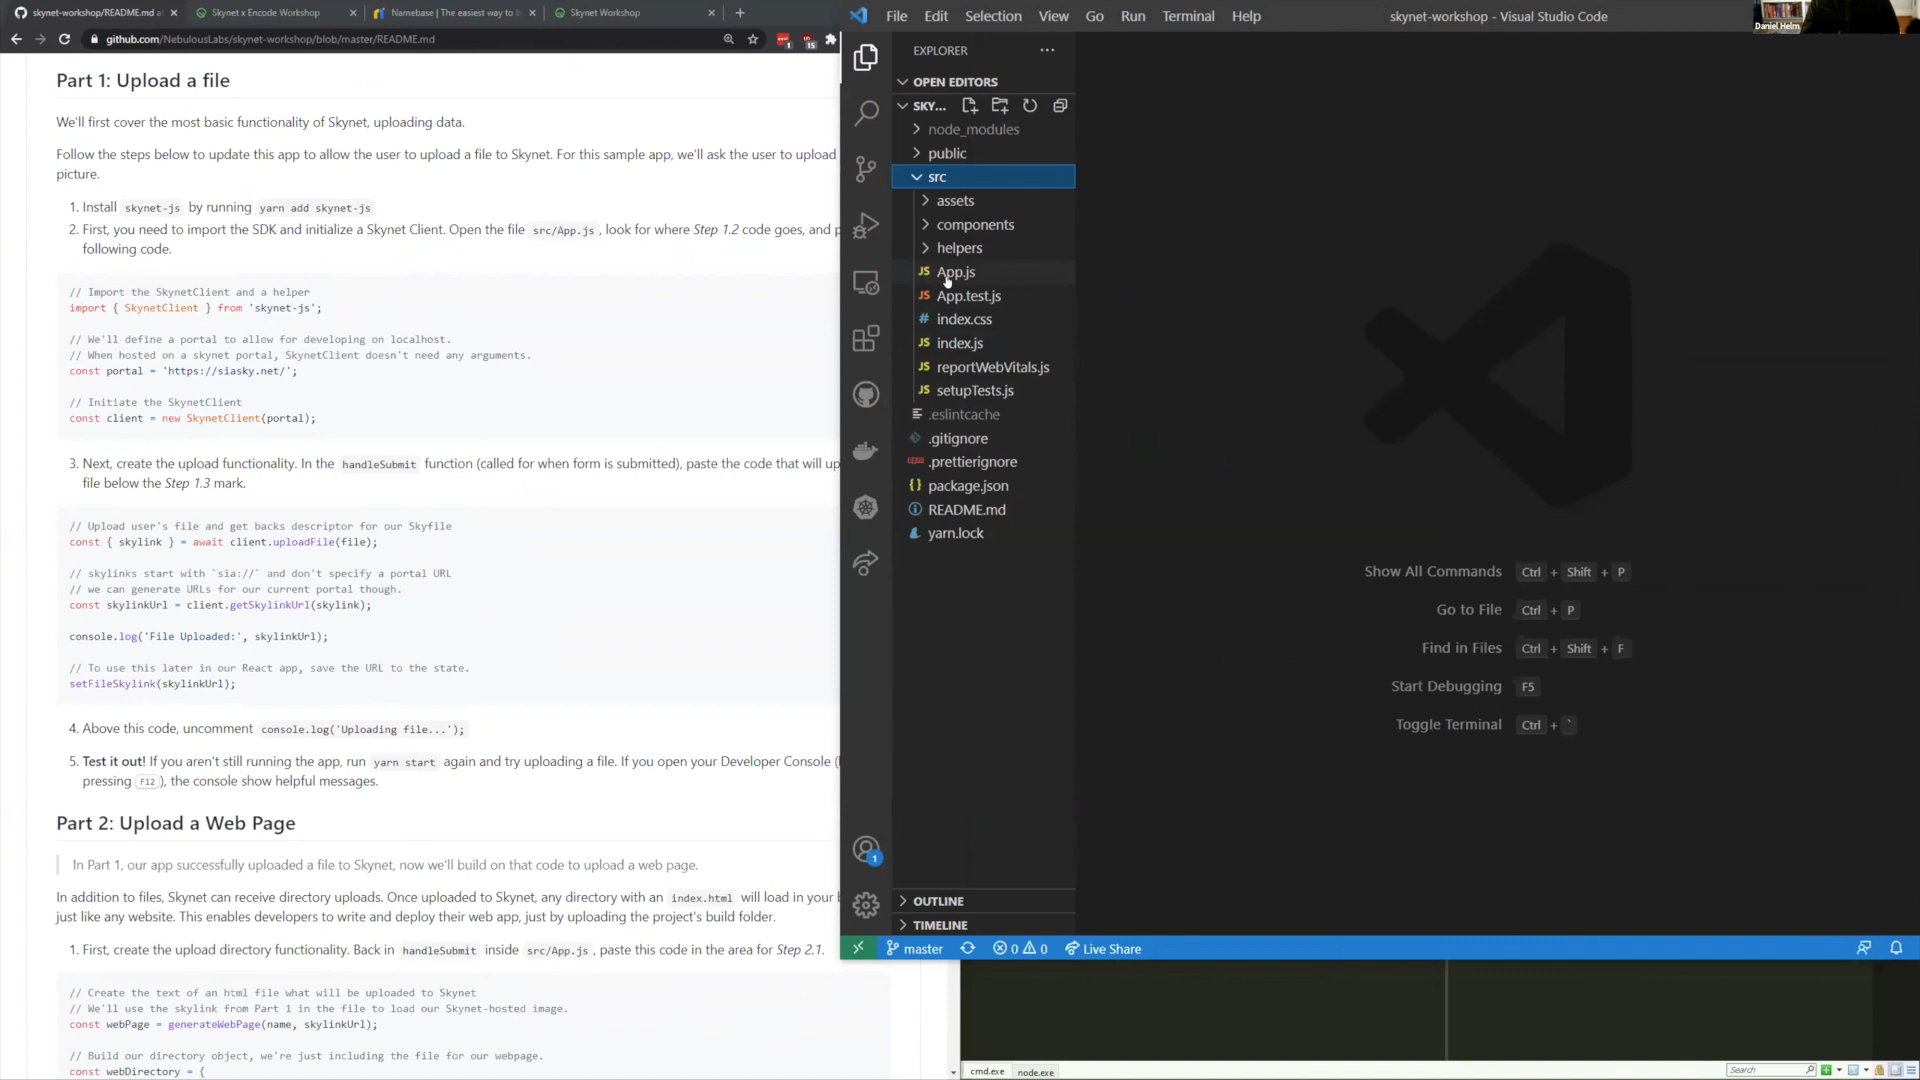 skynet-workshop/README.md a
Skynet x Encode Workshop
Namebase | The easiest way to
Skynet Workshop
github.com/NebulousLabs/skynet-workshop/blob/master/README.md
Part 1: Upload a file
We'll first cover the most basic functionality of Skynet, uploading data.
Follow the steps below to update this app to allow the user to upload a file to Skynet. For this sample app, we'll ask the user to upload
picture.
1. Install skynet-js by running yarn add skynet-js
2. First, you need to import the SDK and initialize a Skynet Client. Open the file src/App.js, look for where Step 1.2 code goes, and p
following code.
// Import the SkynetClient and a helper
import { SkynetClient } from 'skynet-js';
// We'll define a portal to allow for developing on localhost.
// When hosted on a skynet portal, SkynetClient doesn't need any arguments.
const portal = 'https://siasky.net/';
// Initiate the SkynetClient
const client = new SkynetClient(portal);
3. Next, create the upload functionality. In the handleSubmit function (called for when form is submitted), paste the code that will up
file below the Step 1.3 mark.
// Upload user's file and get backs descriptor for our Skyfile
const { skylink } = await client.uploadFile(file);
// skylinks start with `sia://` and don't specify a portal URL
// we can generate URLs for our current portal though.
const skylinkUrl = client.getSkylinkUrl(skylink);
console.log('File Uploaded:', skylinkUrl);
// To use this later in our React app, save the URL to the state.
setFileSkylink(skylinkUrl);
4. Above this code, uncomment console.log('Uploading file...');
5. Test it out! If you aren't still running the app, run yarn start again and try uploading a file. If you open your Developer Console (
pressing F12 ), the console show helpful messages.
Part 2: Upload a Web Page
In Part 1, our app successfully uploaded a file to Skynet, now we'll build on that code to upload a web page.
In addition to files, Skynet can receive directory uploads. Once uploaded to Skynet, any directory with an index.html will load in your b
just like any website. This enables developers to write and deploy their web app, just by uploading the project's build folder.
1. First, create the upload directory functionality. Back in handleSubmit inside src/App.js, paste this code in the area for Step 2.1.
// Create the text of an html file what will be uploaded to Skynet
// We'll use the skylink from Part 1 in the file to load our Skynet-hosted image.
const webPage = generateWebPage(name, skylinkUrl);
// Build our directory object, we're just including the file for our webpage.
const webDirectory = {
File Edit Selection View Go Run Terminal Help
skynet-workshop - Visual Studio Code
Daniel Helm
EXPLORER
OPEN EDITORS
SKY...
node_modules
public
src
assets
components
helpers
JS App.js
JS App.test.js
# index.css
JS index.js
JS reportWebVitals.js
JS setupTests.js
.eslintcache
.gitignore
.prettierignore
{} package.json
README.md
yarn.lock
OUTLINE
TIMELINE
Show All Commands Ctrl + Shift + P
Go to File Ctrl + P
Find in Files Ctrl + Shift + F
Start Debugging F5
Toggle Terminal Ctrl + `
1
master 0 0 Live Share
cmd.exe node.exe
Search